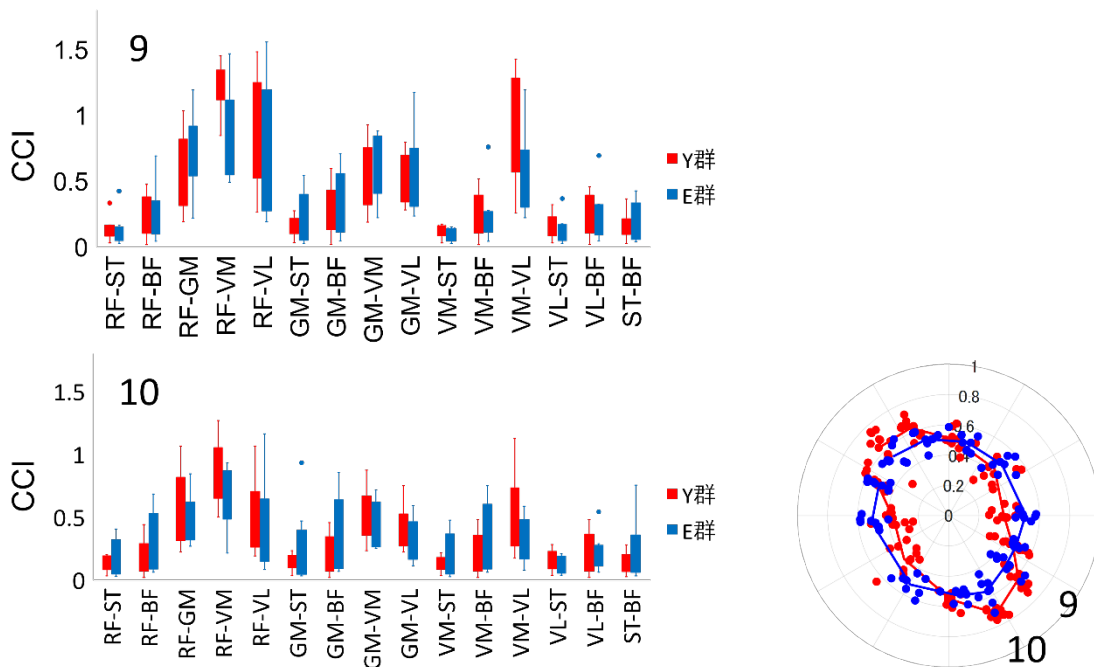 9
CCI
1.5
1
0.5
0
RF-ST
RF-BF
RF-GM
RF-VM
RF-VL
GM-ST
GM-BF
GM-VM
GM-VL
VM-ST
VM-BF
VM-VL
VL-ST
VL-BF
ST-BF
Y群
E群
10
CCI
1.5
1
0.5
0
RF-ST
RF-BF
RF-GM
RF-VM
RF-VL
GM-ST
GM-BF
GM-VM
GM-VL
VM-ST
VM-BF
VM-VL
VL-ST
VL-BF
ST-BF
Y群
E群
1
0.8
0.6
0.4
0.2
0
9
10